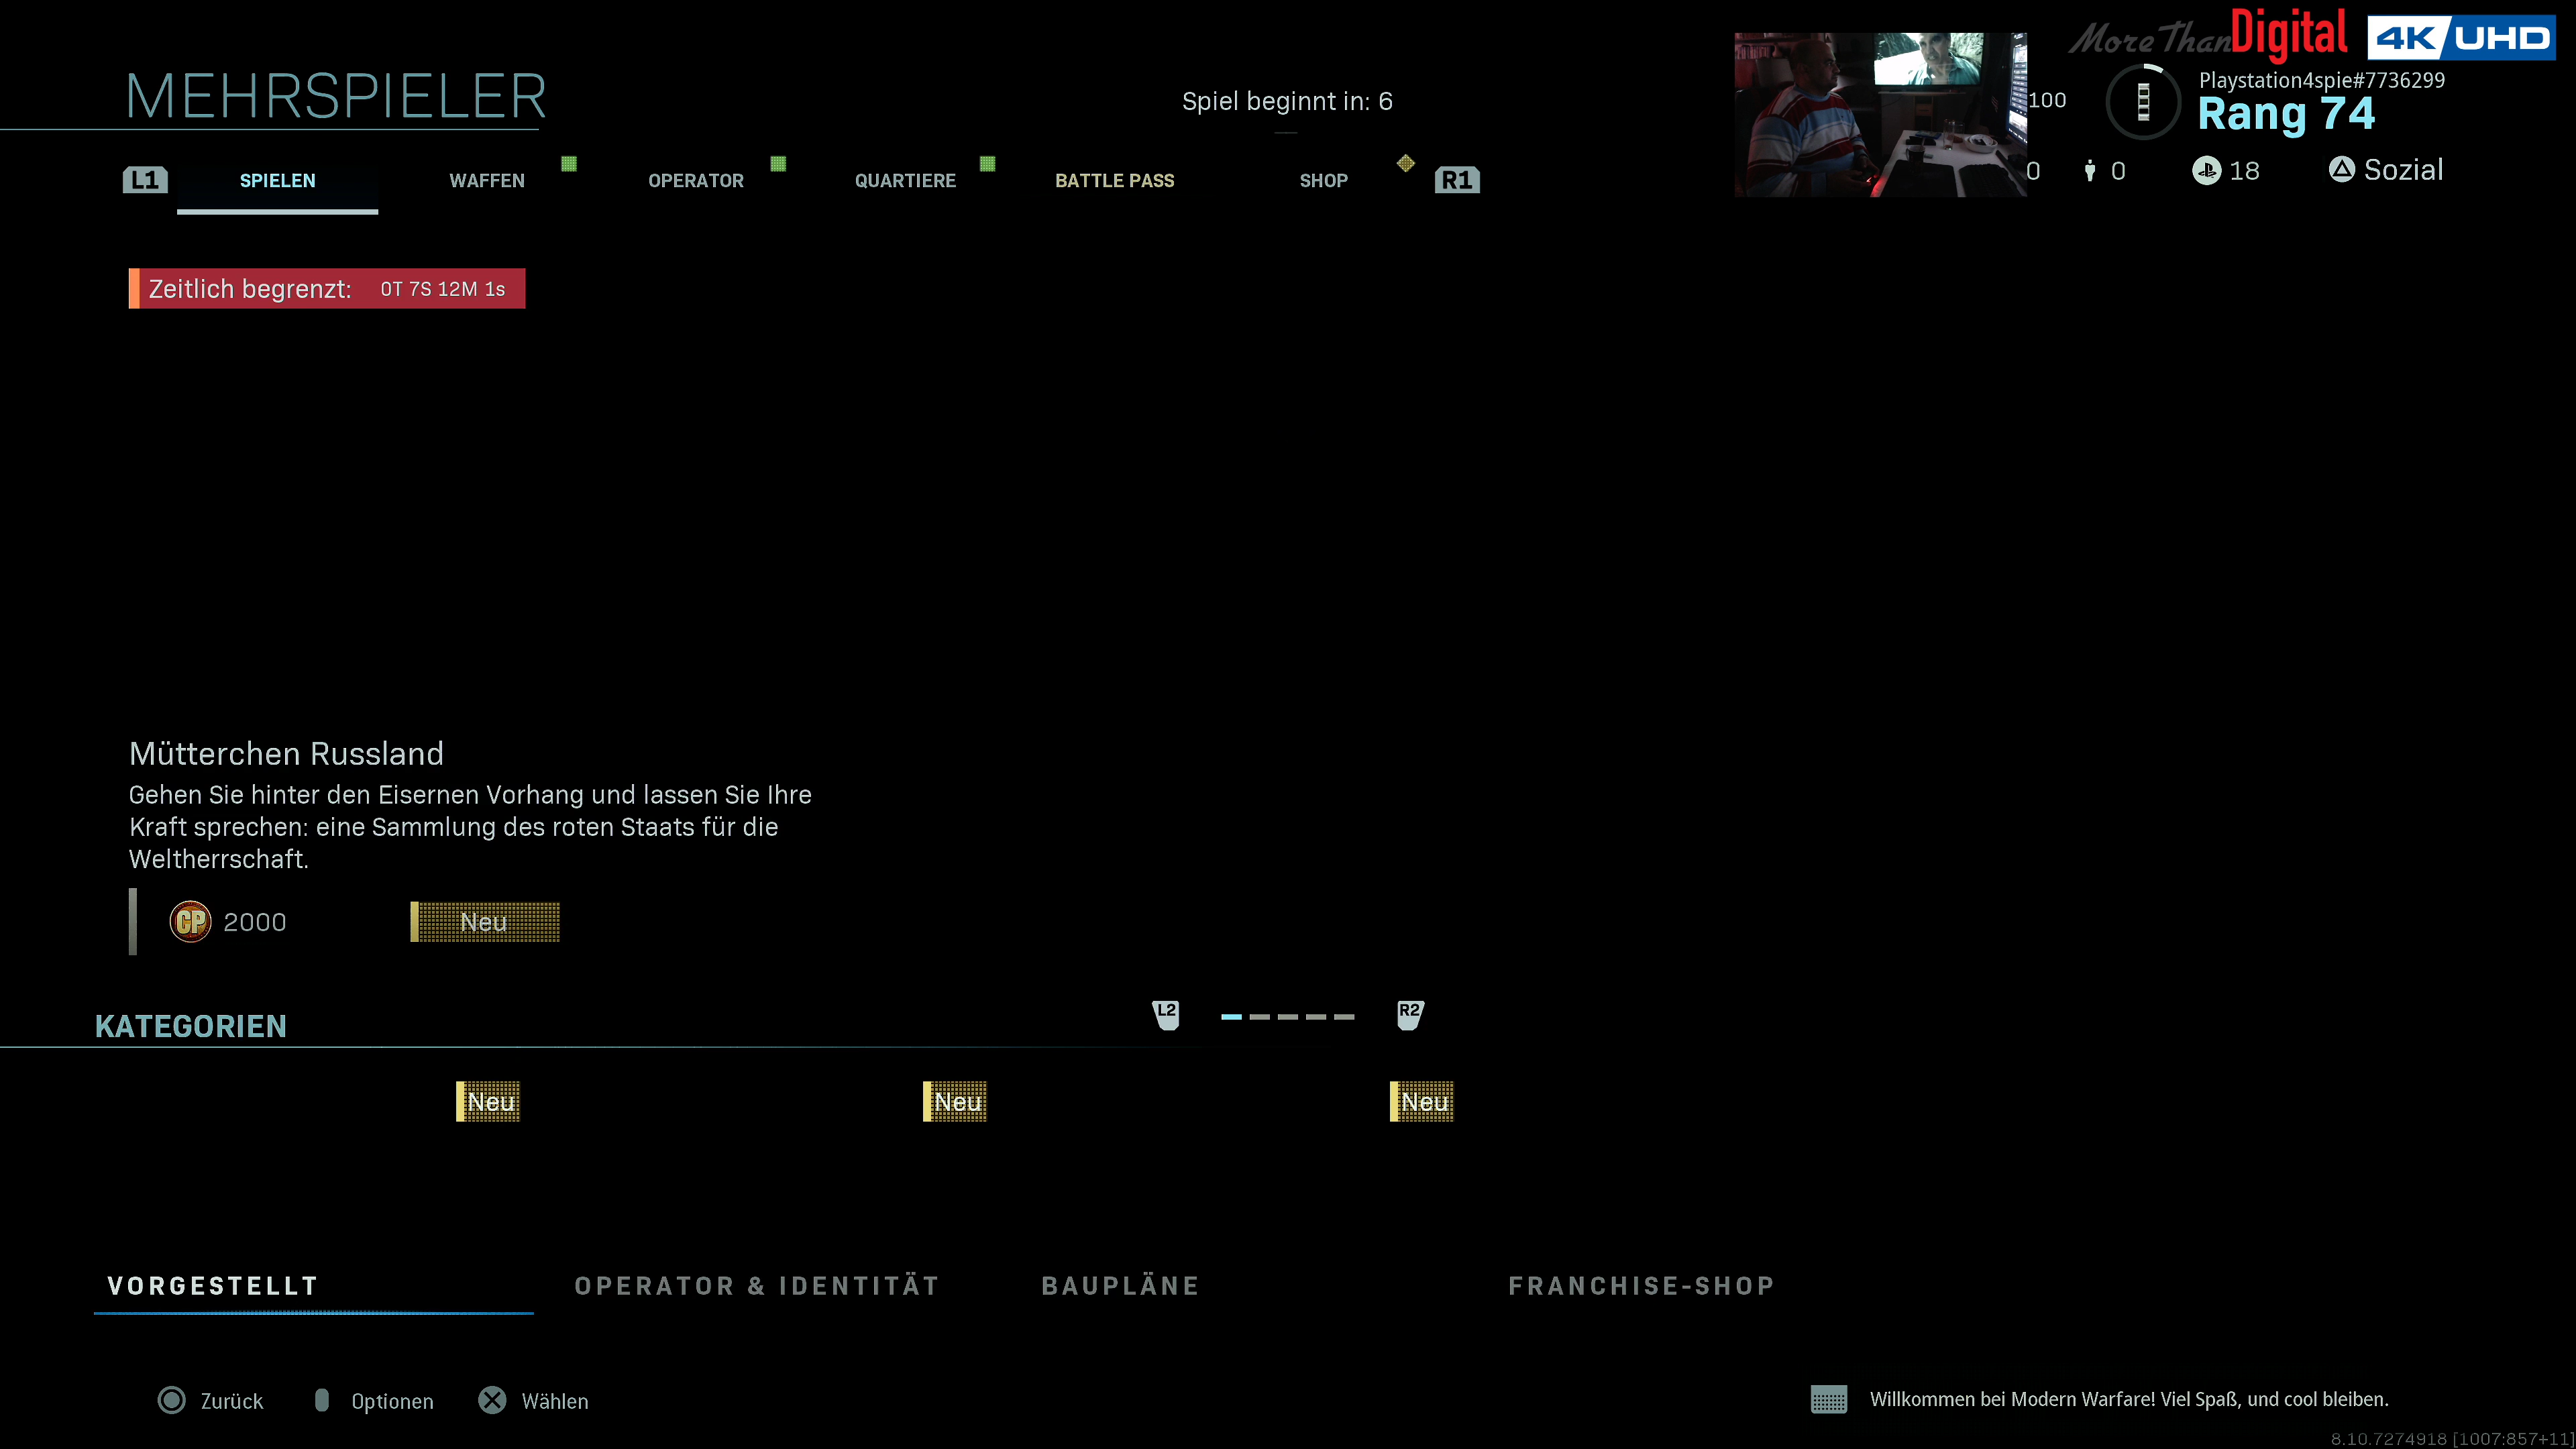 MoreThanDigital 4K UHD
MEHRSPIELER
Spiel beginnt in: 6
100
Playstation4spie#7736299
Rang 74
L1 SPIELEN WAFFEN OPERATOR QUARTIERE BATTLE PASS SHOP R1
0 0 18 Sozial
Zeitlich begrenzt: 0T 7S 12M 1s
Mütterchen Russland
Gehen Sie hinter den Eisernen Vorhang und lassen Sie Ihre
Kraft sprechen: eine Sammlung des roten Staats für die
Weltherrschaft.
CP 2000 Neu
KATEGORIEN
L2 R2
Neu Neu Neu
VORGESTELLT OPERATOR & IDENTITÄT BAUPLÄNE FRANCHISE-SHOP
Zurück Optionen Wählen
Willkommen bei Modern Warfare! Viel Spaß, und cool bleiben.
8.10.7274918 [1007:857+11]